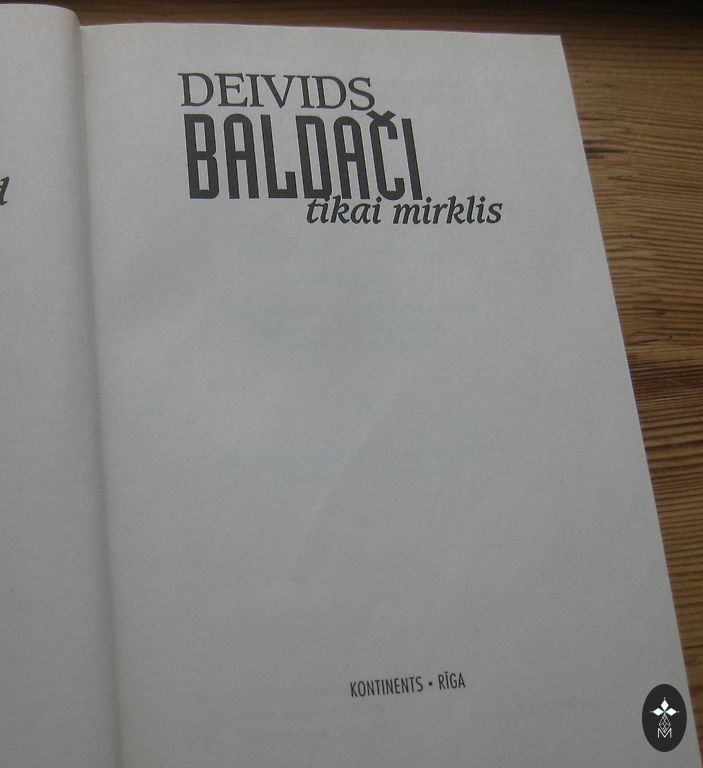 DEIVIDS
BALDAČI
tikai mirklis
KONTINENTS • RĪGA